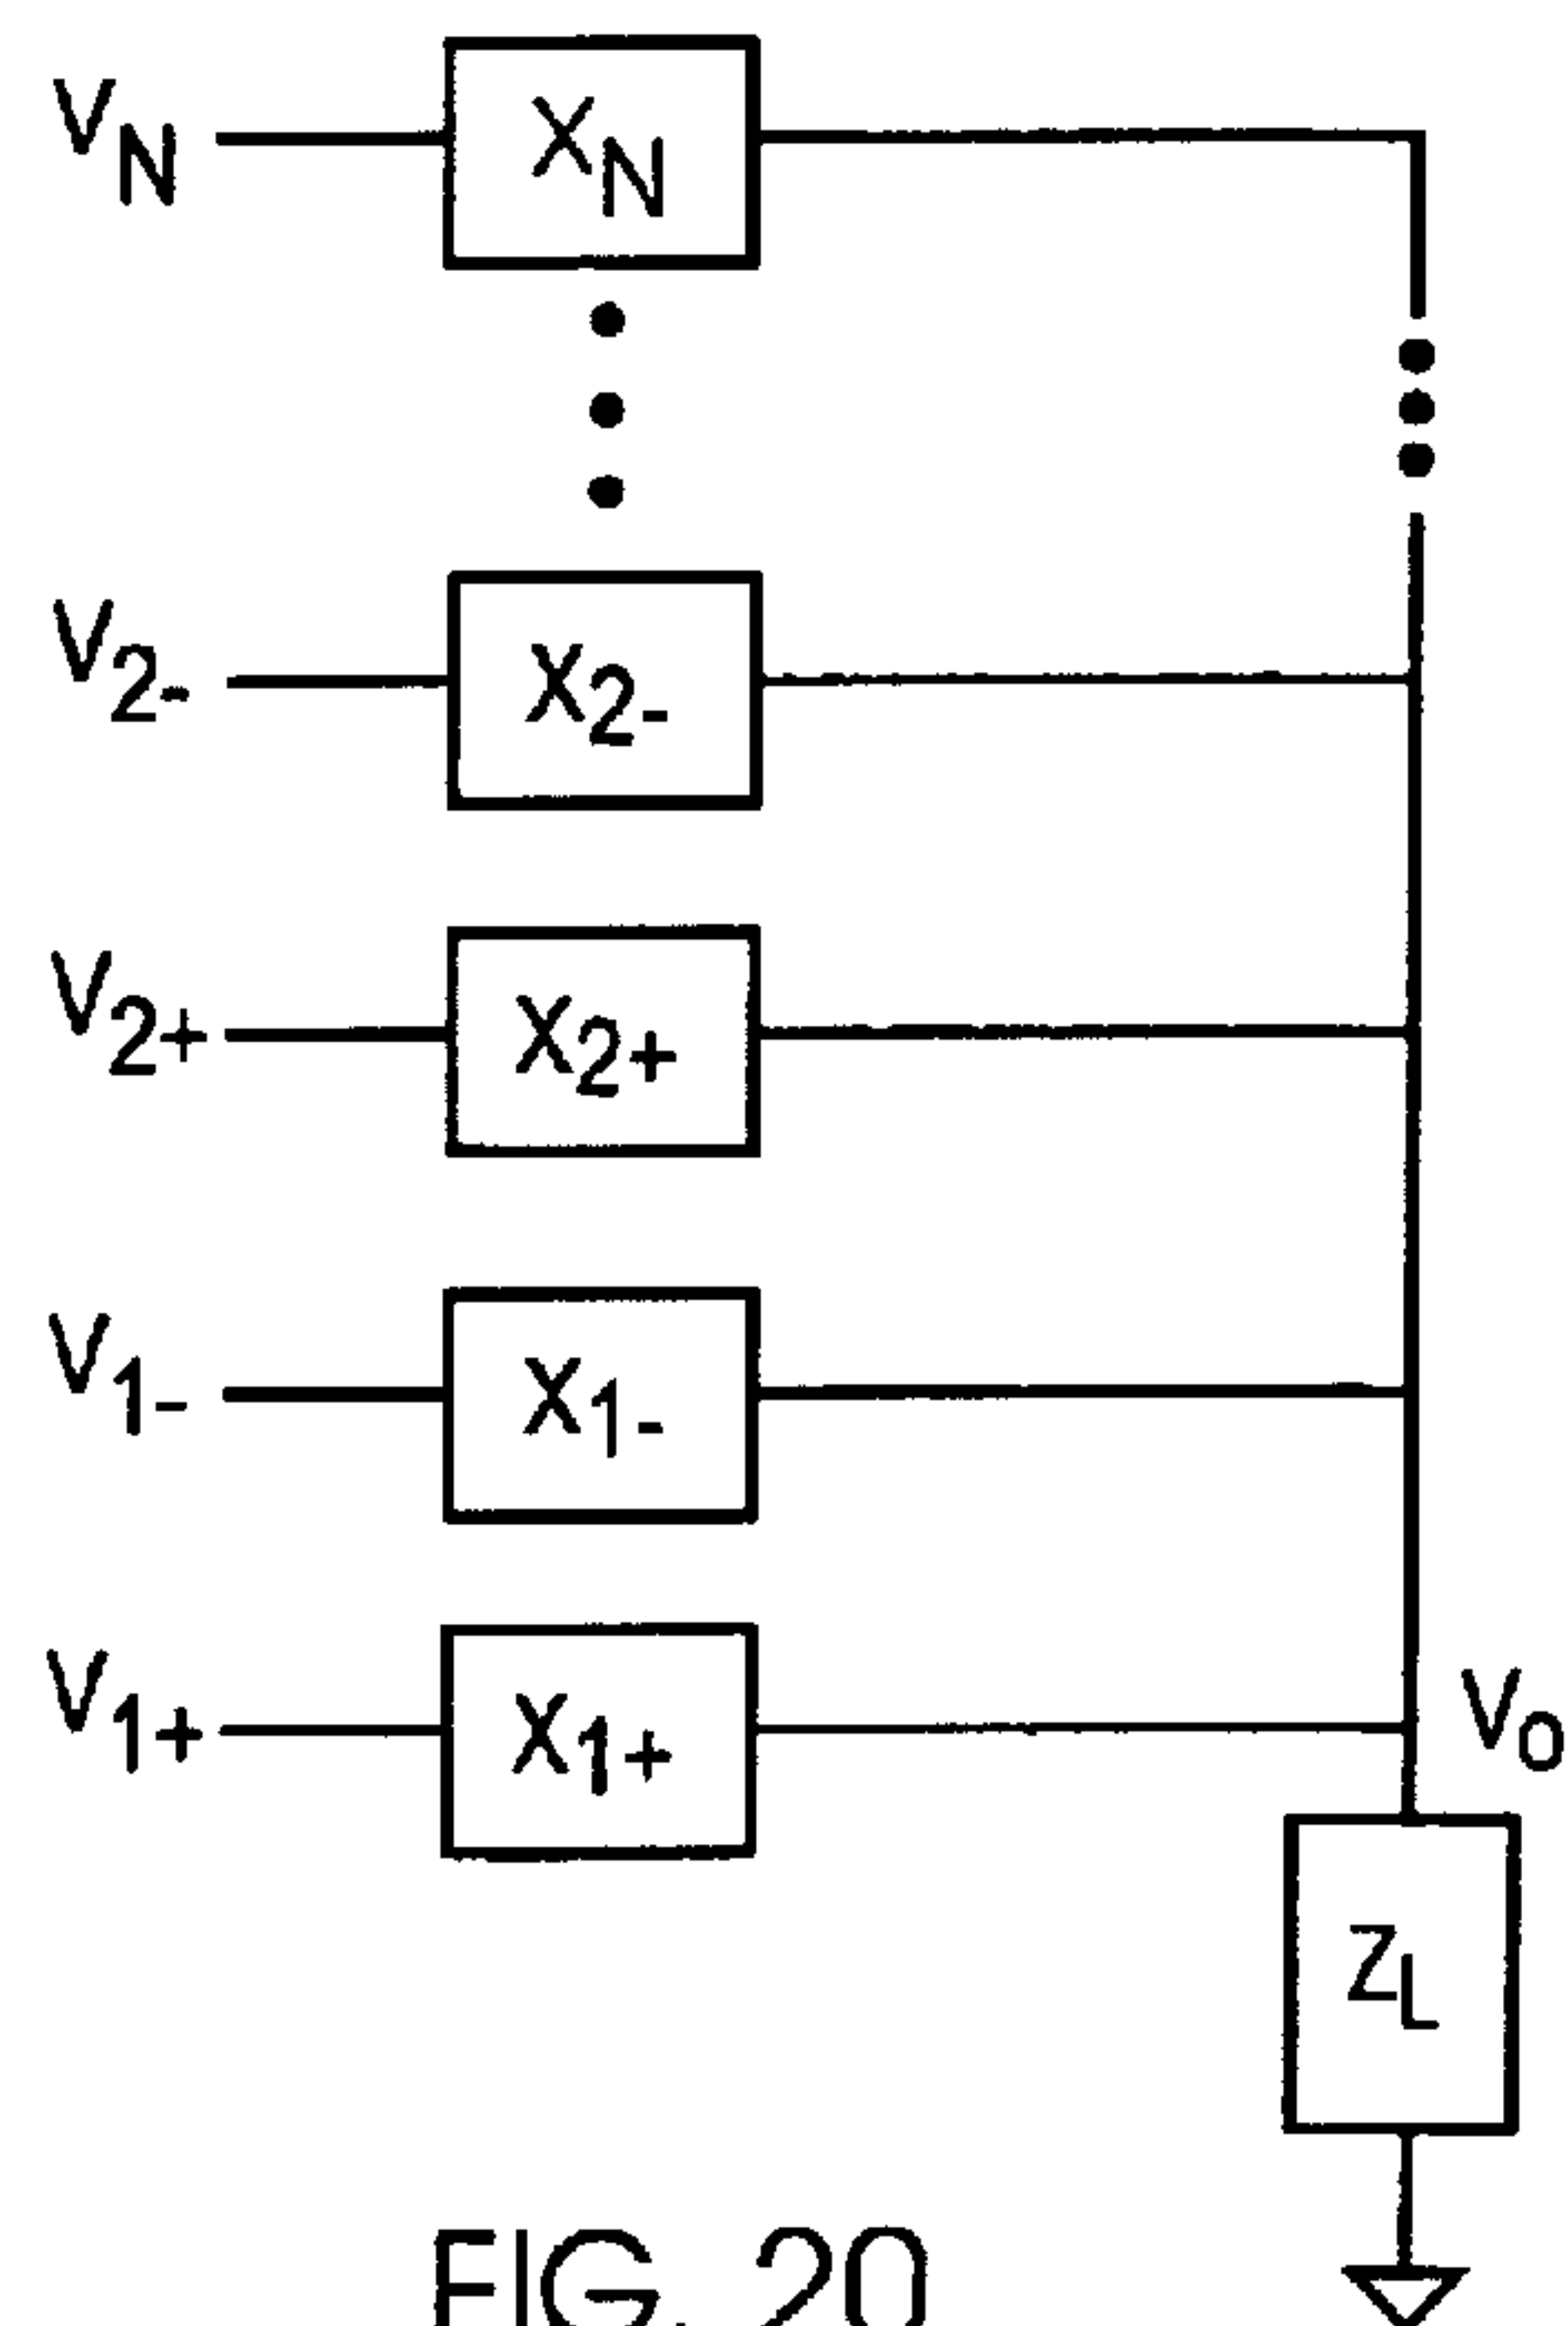 VN XN
V2- X2-
V2+ X2+
V1- X1-
V1+ X1+
VO
ZL
FIG. 20